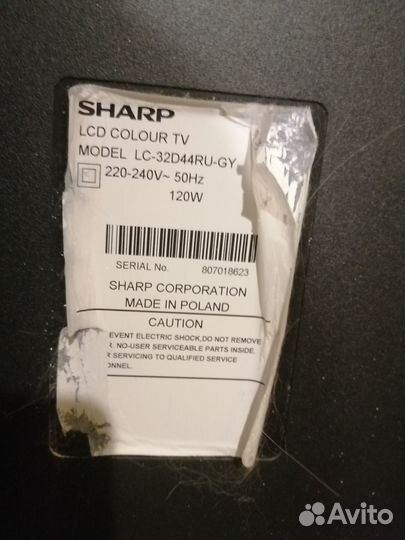 SHARP
LCD COLOUR TV
MODEL LC-32D44RU-GY
220-240V~ 50Hz
120W
SERIAL No. 807018623
SHARP CORPORATION
MADE IN POLAND
CAUTION
EVENT ELECTRIC SHOCK,DO NOT REMOVE
R. NO-USER SERVICEABLE PARTS INSIDE.
R SERVICING TO QUALIFIED SERVICE
ONNEL.
Avito